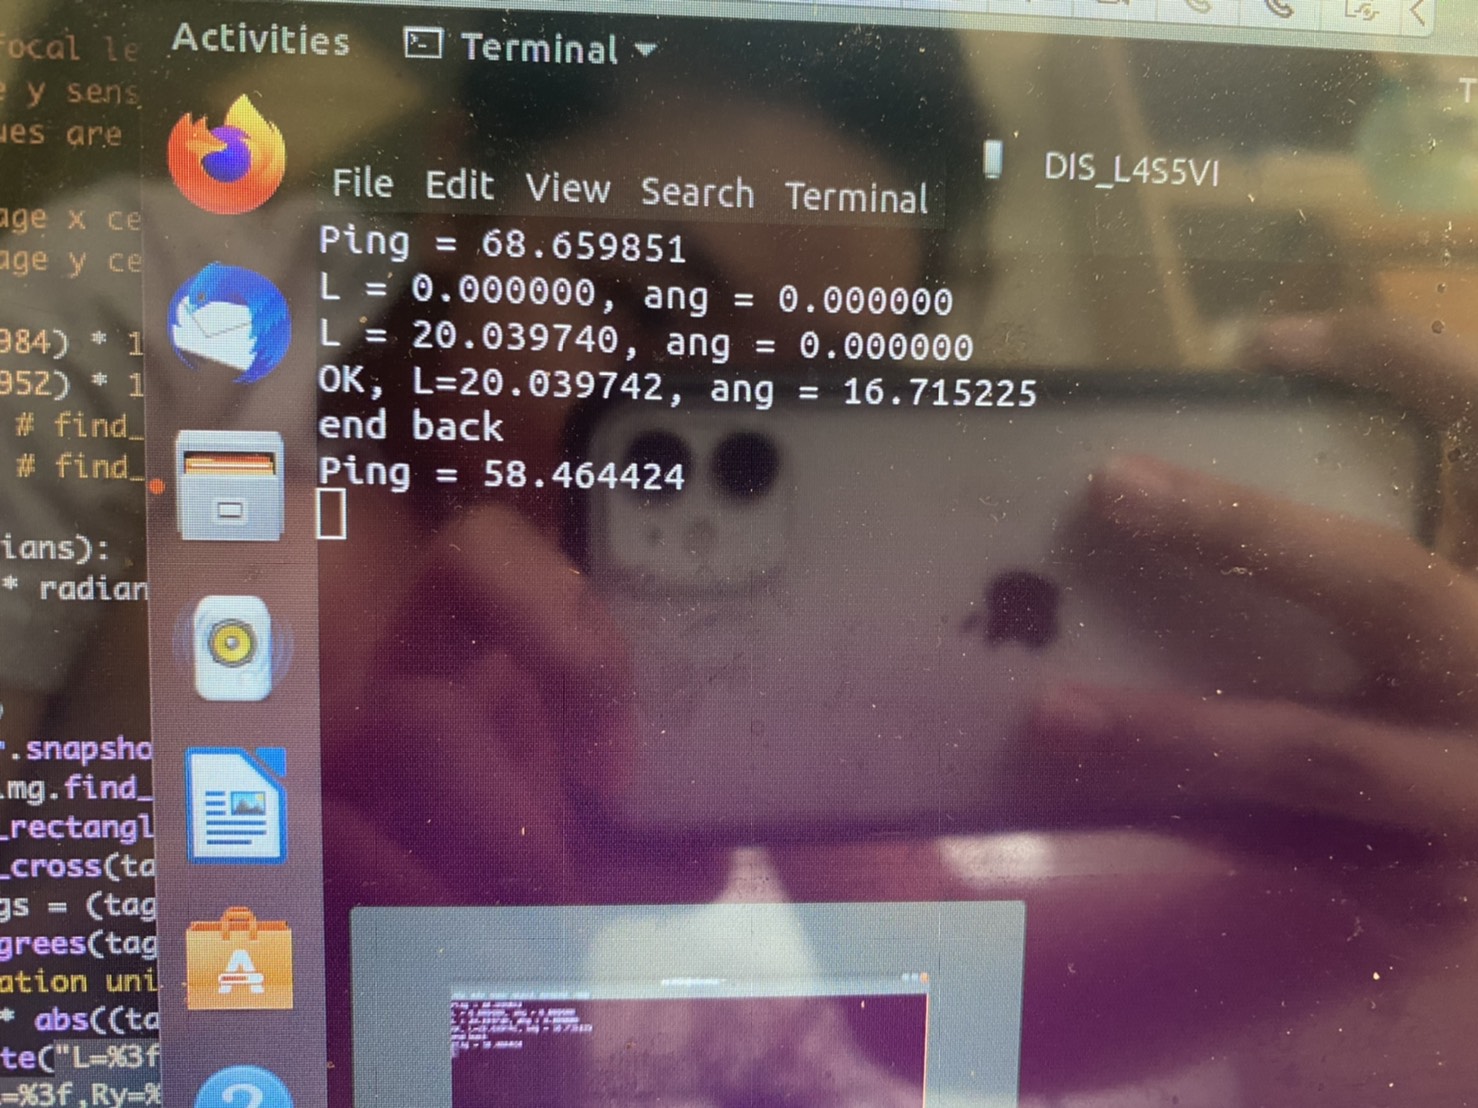 Activities
Terminal
DIS_L4S5VI
File Edit View Search Terminal
Ping = 68.659851
L = 0.000000, ang = 0.000000
L = 20.039740, ang = 0.000000
OK, L=20.039742, ang = 16.715225
end back
Ping = 58.464424
ocal le
y sens
ues are
age x ce
age y ce
984) * 1
952) * 1
# find_
# find_
ians):
* radian
r.snapsho
img.find_
_rectangl
_cross(ta
gs = (tag
grees(tag
ation uni
* abs((ta
te("L=%3f
=%3f,Ry=%